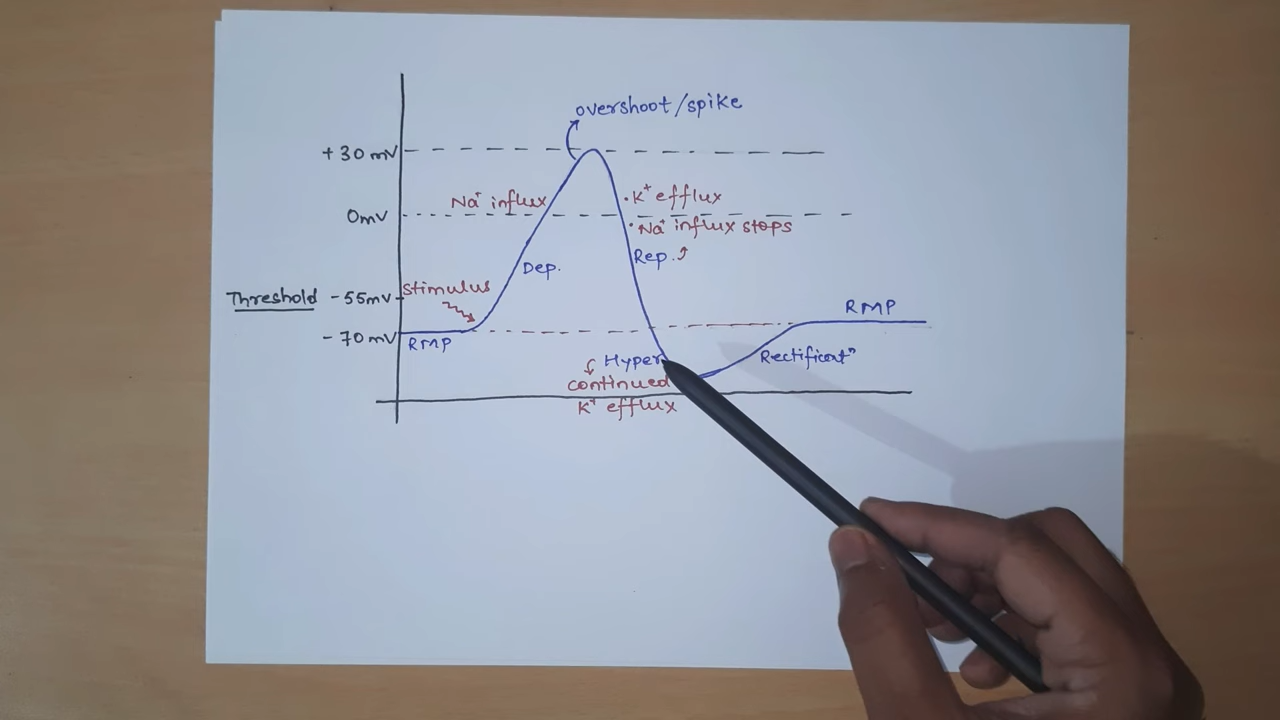 overshoot/spike
+30 mV
Na⁺ influx
• K⁺ efflux
0mV
• Na⁺ influx stops
Rep.
Dep.
Stimulus
Threshold -55mV
RMP
-70 mV
RMP
Hyper
Rectificatⁿ
continued
K⁺ efflux